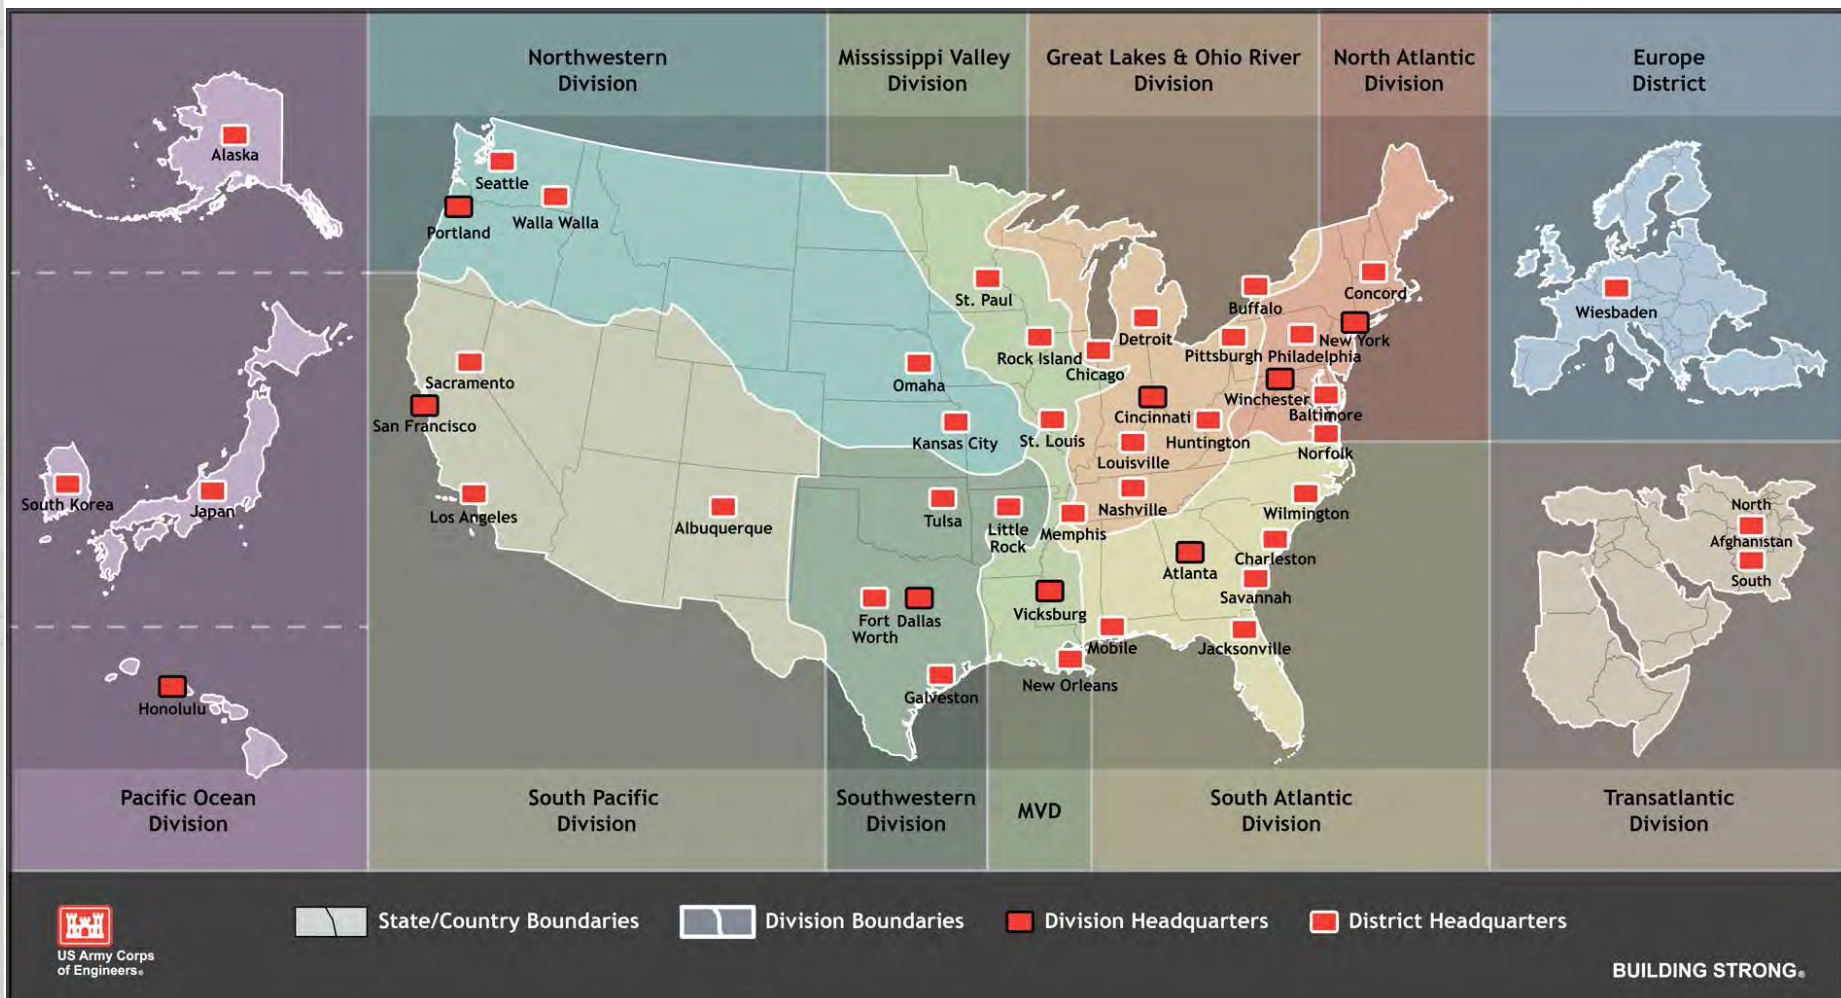 Northwestern
Division
Mississippi Valley
Division
Great Lakes & Ohio River
Division
North Atlantic
Division
Europe
District
Alaska
Seattle
Walla Walla
Portland
St. Paul
Buffalo
Concord
Wiesbaden
Detroit
New York
Rock Island
Pittsburgh
Philadelphia
Chicago
Sacramento
Omaha
Winchester
San Francisco
Cincinnati
Baltimore
Kansas City
St. Louis
Huntington
Norfolk
Louisville
South Korea
Japan
Los Angeles
Albuquerque
Tulsa
Little
Rock
Memphis
Nashville
Wilmington
North
Afghanistan
South
Charleston
Atlanta
Savannah
Fort
Worth
Dallas
Vicksburg
Mobile
Jacksonville
New Orleans
Galveston
Honolulu
Pacific Ocean
Division
South Pacific
Division
Southwestern
Division
MVD
South Atlantic
Division
Transatlantic
Division
State/Country Boundaries
Division Boundaries
Division Headquarters
District Headquarters
US Army Corps
of Engineers®
BUILDING STRONG®